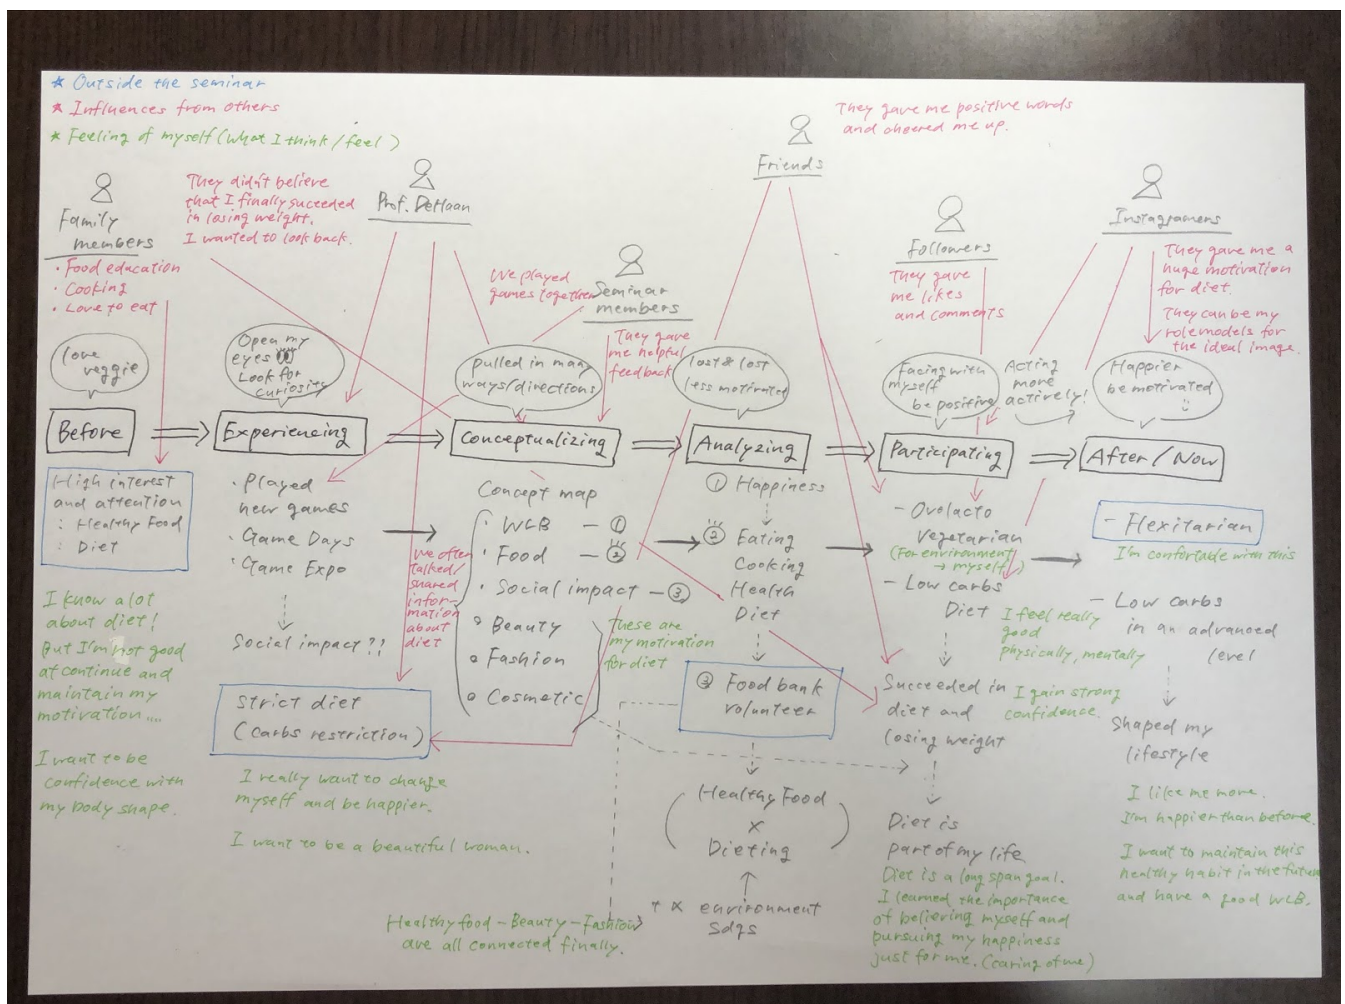 * Outside the seminar
* Influences from others
* Feeling of myself (What I think / feel)
Family
members
・Food education
・Cooking
・Love to eat
They didn't believe
that I finally succeeded
in losing weight.
I wanted to look back.
Prof. DeHaan
We played
games together
Seminar
members
They gave
me helpful
feedback
Friends
They gave me positive words
and cheered me up.
Followers
They gave
me likes
and comments
Instagramers
They gave me a
huge motivation
for diet.
They can be my
rolemodels for
the ideal image.
love
veggie
Open my
eyes
Look for
curiosity
pulled in many
ways/directions
lost & lost
less motivated
Facing with
myself
be positive
Acting
more
actively!
Happier
be motivated
Before
Experiencing
Conceptualizing
Analyzing
Participating
After / Now
High interest
and attention
: Healthy Food
: Diet
I know a lot
about diet!
But I'm not good
at continue and
maintain my
motivation....
I want to be
confidence with
my body shape.
・Played
new games
・Game Days
・Game Expo
Social impact??
Strict diet
(carbs restriction)
I really want to change
myself and be happier.
I want to be a beautiful woman.
We often
talked/
shared
infor-
mation
about
diet
Concept map
・WLB - ①
・Food - ②
・Social impact - ③
・Beauty
・Fashion
・Cosmetic
These are
my motivation
for diet
Healthy food - Beauty - Fashion
are all connected finally.
① Happiness
② Eating
Cooking
Health
Diet
③ Food bank
volunteer
Healthy Food
x
Dieting
+ x environment
Sdgs
- Ovolacto
Vegetarian
(For environment
→ myself)
- Low carbs
Diet
I feel really
good
physically, mentally
Succeeded in
diet and
losing weight
I gain strong
confidence.
Diet is
part of my life.
Diet is a long span goal.
I learned the importance
of believing myself and
pursuing my happiness
just for me. (caring of me)
- Flexitarian
I'm confortade with this
- Low carbs
in an advanced
level
Shaped my
lifestyle
I like me more.
I'm happier than before.
I want to maintain this
healthy habit in the future
and have a good WLB.